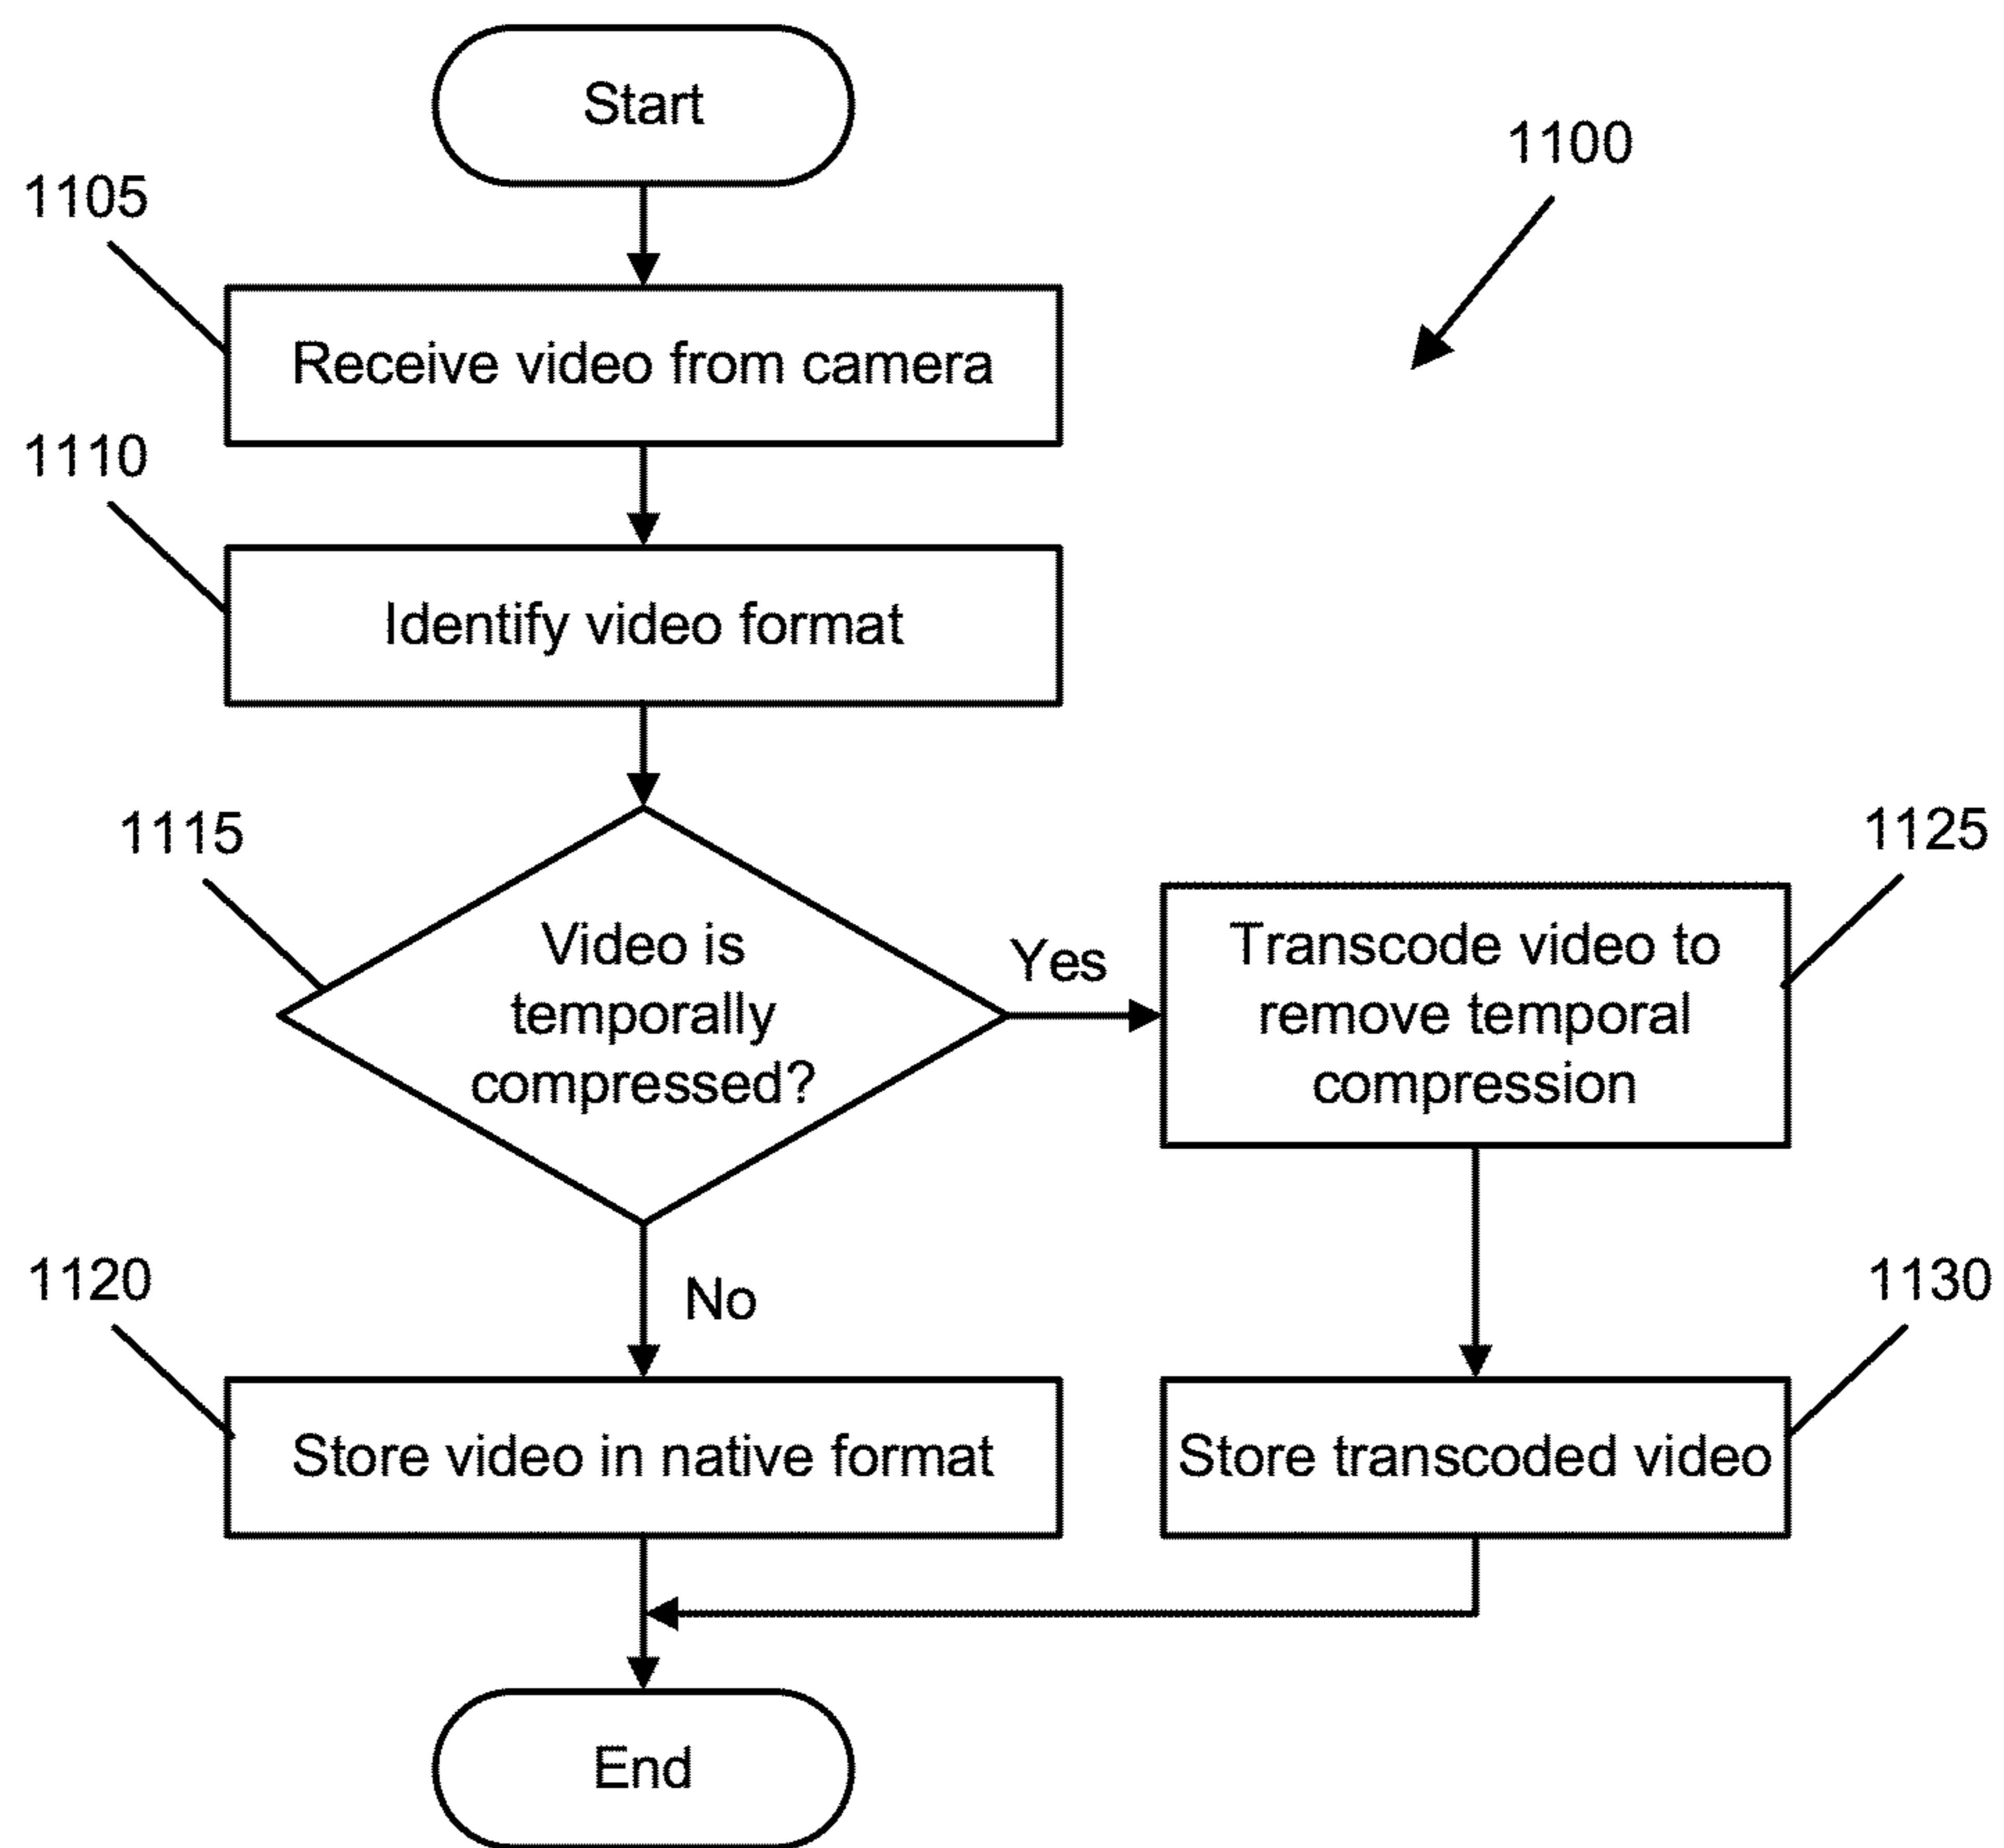 Start
1100
1105
Receive video from camera
1110
Identify video format
1115
Video is
temporally
compressed?
Yes
1125
Transcode video to
remove temporal
compression
No
1120
Store video in native format
1130
Store transcoded video
End